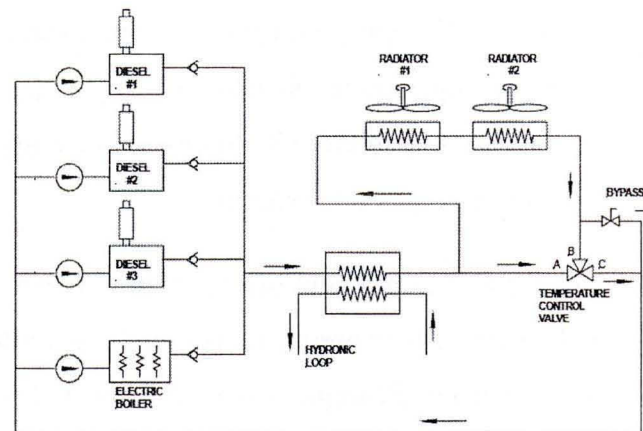 DIESEL
#1
DIESEL
#2
DIESEL
#3
ELECTRIC
BOILER
HYDRONIC
LOOP
RADIATOR
#1
RADIATOR
#2
BYPASS
A
B
C
TEMPERATURE
CONTROL
VALVE